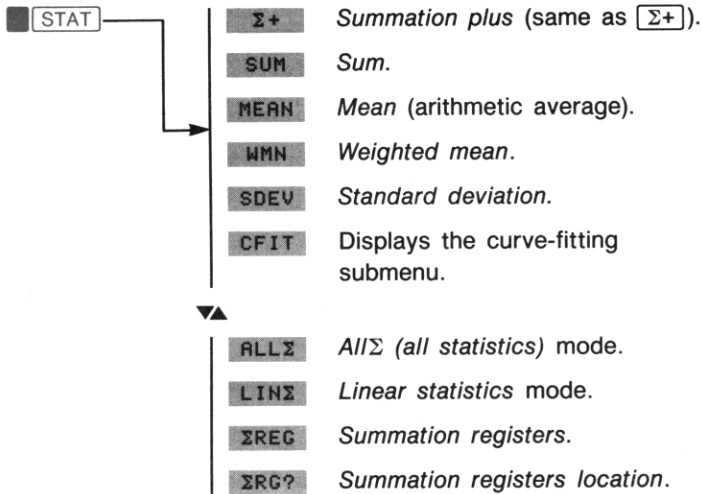 STAT
Σ+ Summation plus (same as Σ+).
SUM Sum.
MEAN Mean (arithmetic average).
WMN Weighted mean.
SDEV Standard deviation.
CFIT Displays the curve-fitting
submenu.
▼▲
ALLΣ AllΣ (all statistics) mode.
LINΣ Linear statistics mode.
ΣREG Summation registers.
ΣRG? Summation registers location.